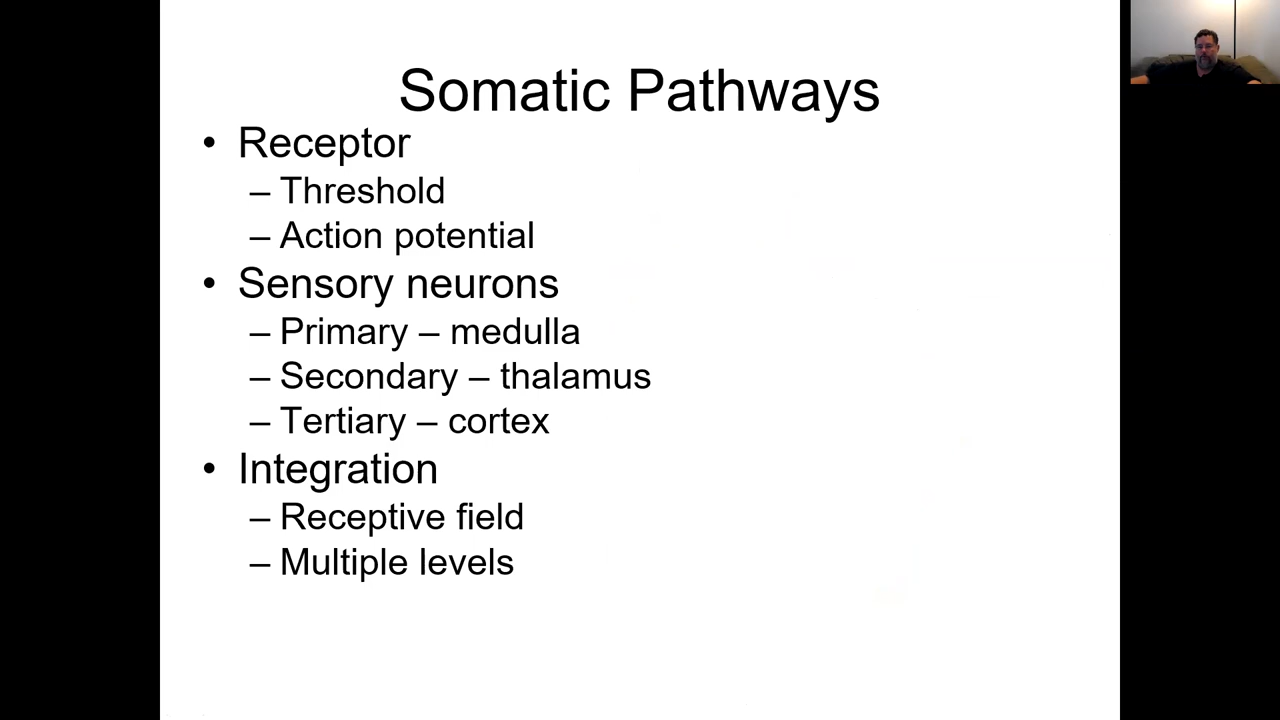 Somatic Pathways
• Receptor
– Threshold
– Action potential
• Sensory neurons
– Primary – medulla
– Secondary – thalamus
– Tertiary – cortex
• Integration
– Receptive field
– Multiple levels